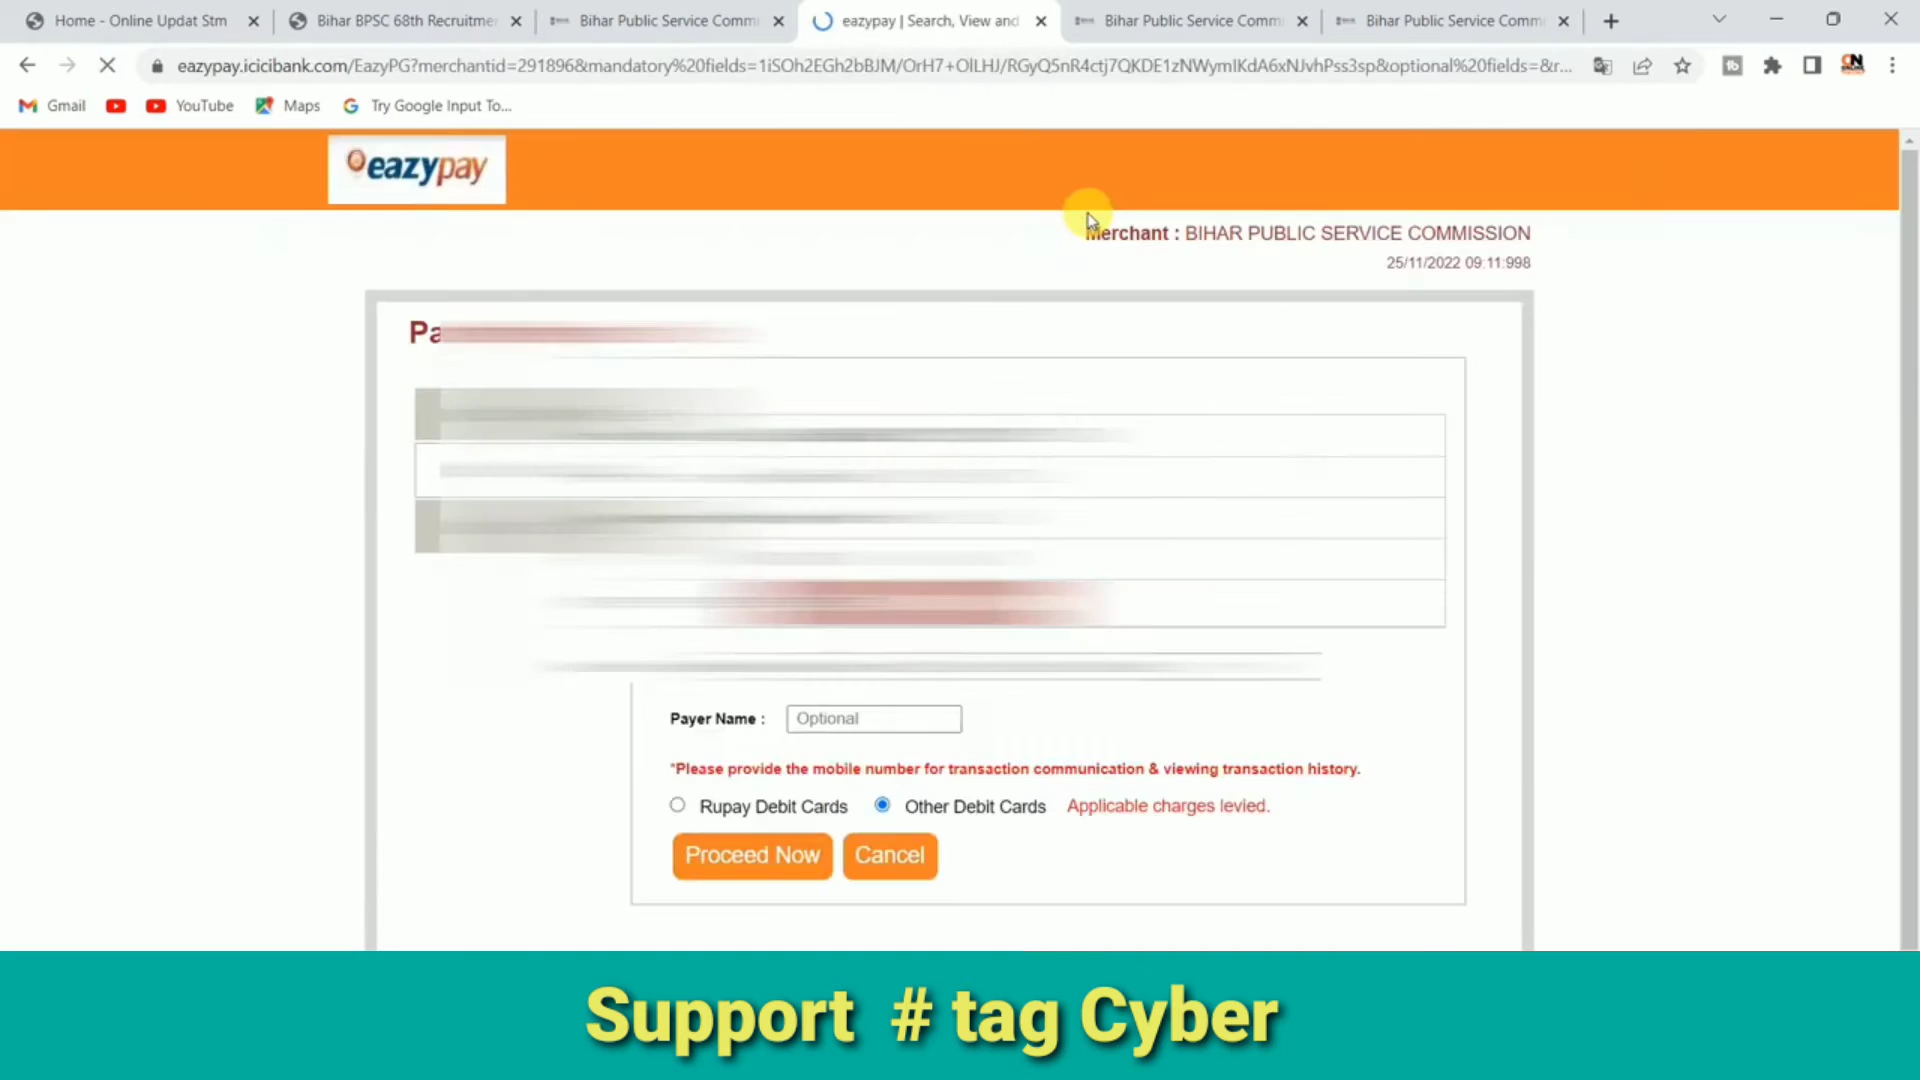 Home - Online Updat Stm
Bihar BPSC 68th Recruitme
Bihar Public Service Commi
eazypay | Search, View and
Bihar Public Service Comm
Bihar Public Service Comm
eazypay.icicibank.com/EazyPG?merchantid=291896&mandatory%20fields=1iSOh2EGh2bBJM/OrH7+OlLHJ/RGyQ5nR4ctj7QKDE1zNWymIKdA6xNJvhPss3sp&optional%20fields=&r...
Gmail
YouTube
Maps
Try Google Input To...
eazypay
Merchant : BIHAR PUBLIC SERVICE COMMISSION
25/11/2022 09:11:998
Payer Name : Optional
*Please provide the mobile number for transaction communication & viewing transaction history.
Rupay Debit Cards Other Debit Cards Applicable charges levied.
Proceed Now Cancel
Support # tag Cyber